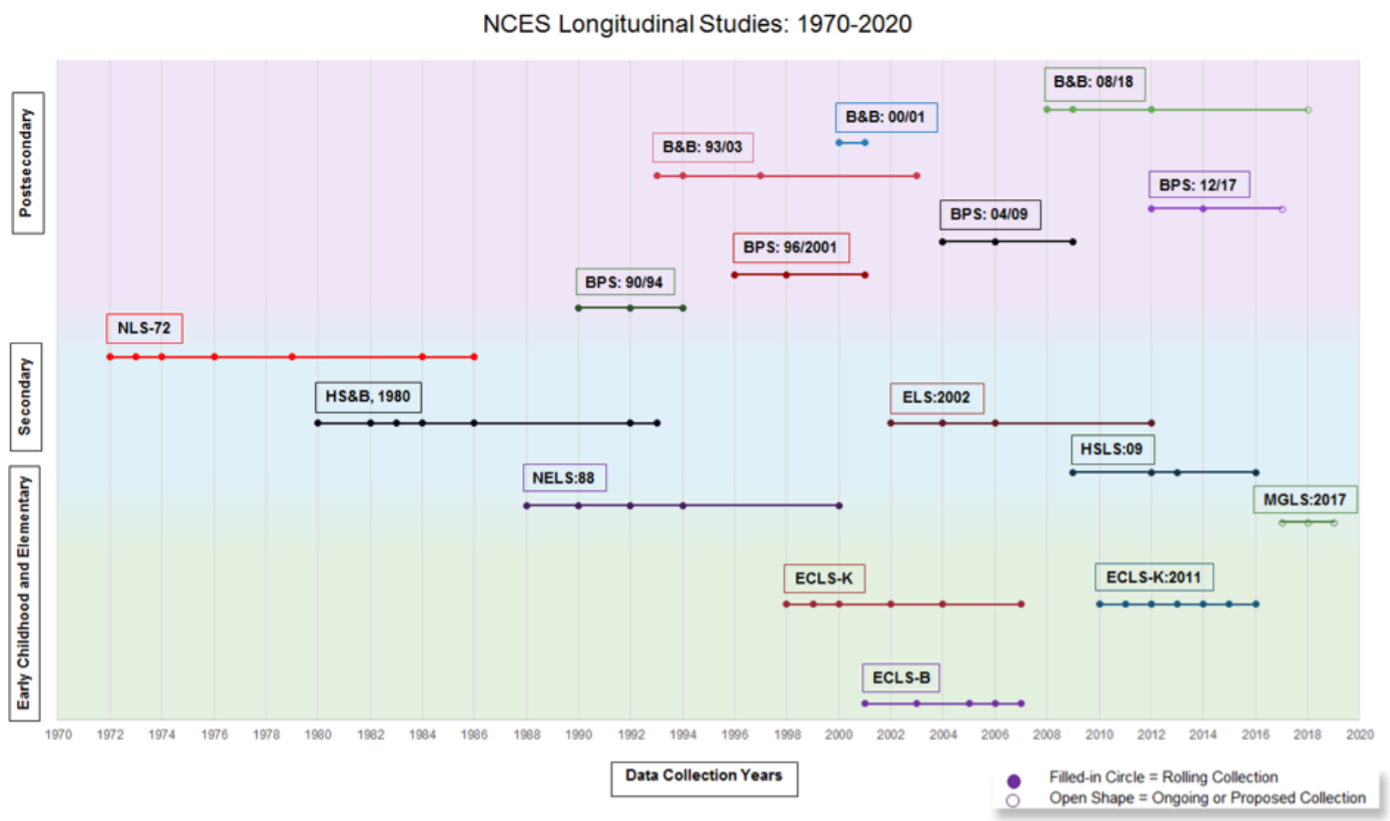 NCES Longitudinal Studies: 1970-2020
Postsecondary
Secondary
Early Childhood and Elementary
B&B: 08/18
B&B: 00/01
B&B: 93/03
BPS: 12/17
BPS: 04/09
BPS: 96/2001
BPS: 90/94
NLS-72
HS&B, 1980
ELS:2002
HSLS:09
NELS:88
MGLS:2017
ECLS-K
ECLS-K:2011
ECLS-B
1970 1972 1974 1976 1978 1980 1982 1984 1986 1988 1990 1992 1994 1996 1998 2000 2002 2004 2006 2008 2010 2012 2014 2016 2018 2020
Data Collection Years
Filled-in Circle = Rolling Collection
Open Shape = Ongoing or Proposed Collection